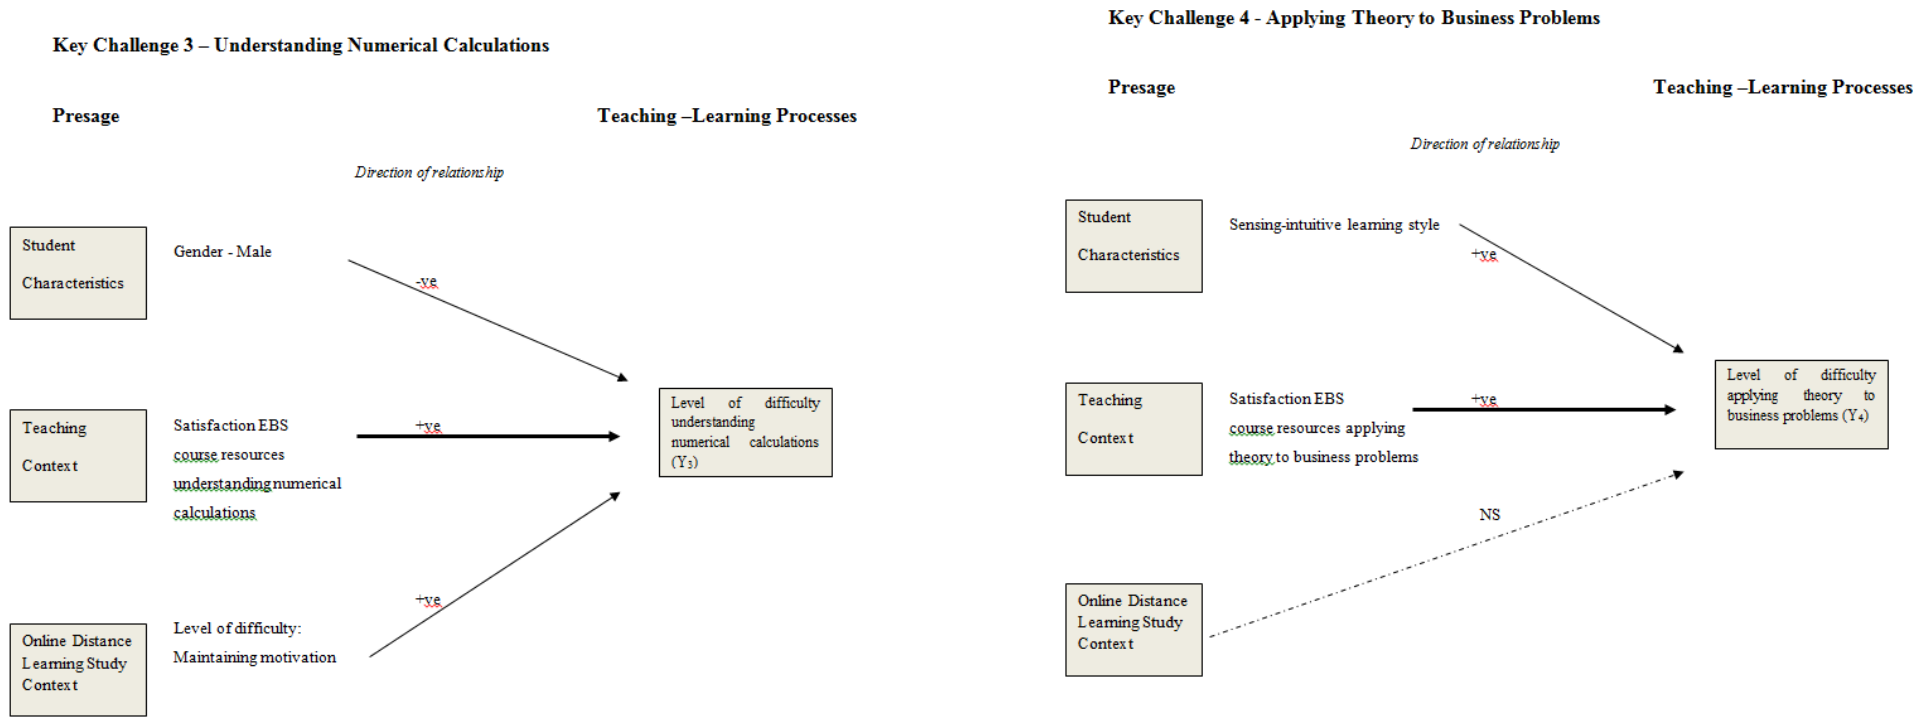 Key Challenge 3 – Understanding Numerical Calculations
Presage
Teaching –Learning Processes
Direction of relationship
Student
Characteristics
Gender - Male
-ve
Teaching
Context
Satisfaction EBS
course resources
understanding numerical
calculations
+ve
Level of difficulty
understanding
numerical calculations
(Y3)
+ve
Online Distance
Learning Study
Context
Level of difficulty:
Maintaining motivation
Key Challenge 4 - Applying Theory to Business Problems
Presage
Teaching –Learning Processes
Direction of relationship
Student
Characteristics
Sensing-intuitive learning style
+ve
Teaching
Context
Satisfaction EBS
course resources applying
theory to business problems
+ve
Level of difficulty
applying theory to
business problems (Y4)
NS
Online Distance
Learning Study
Context